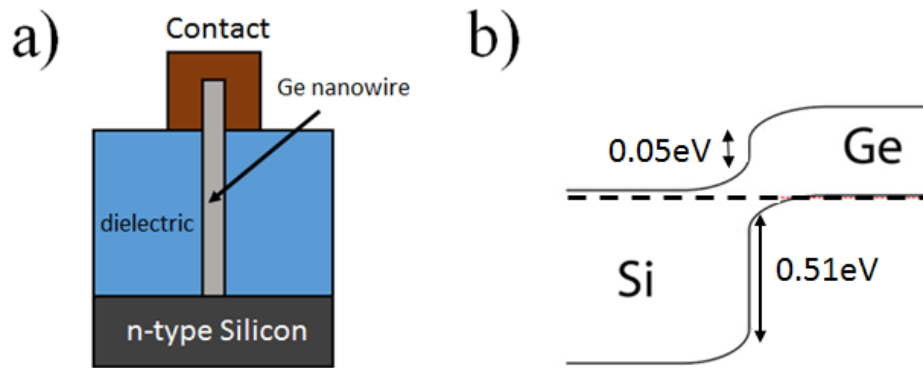 a)
Contact
Ge nanowire
dielectric
n-type Silicon
b)
0.05eV
Ge
Si
0.51eV